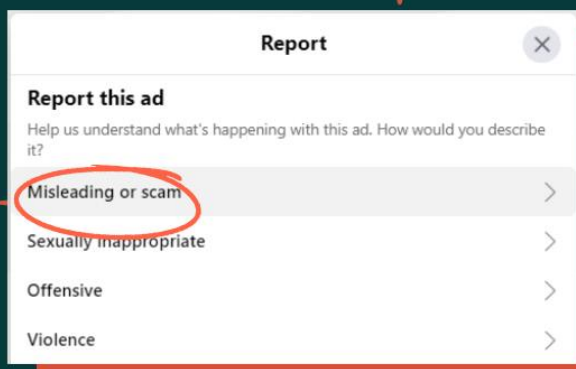 Report
Report this ad
Help us understand what's happening with this ad. How would you describe
it?
Misleading or scam
Sexually inappropriate
Offensive
Violence